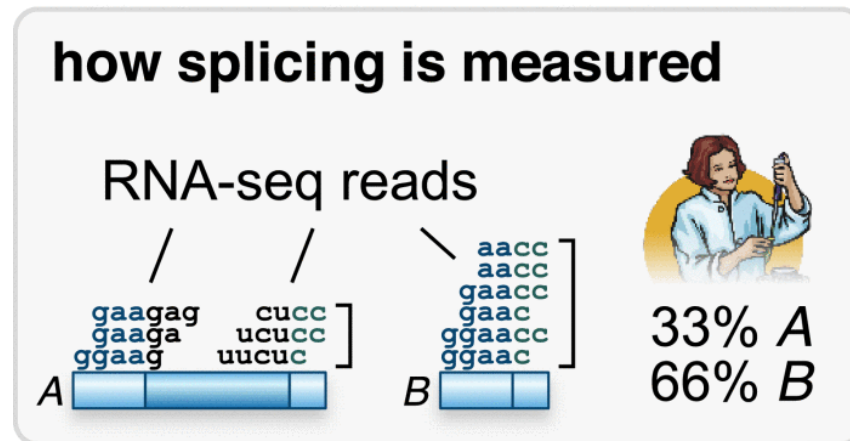 how splicing is measured
RNA-seq reads
gaagag
gaaga
ggaag
cucc
ucucc
uucuc
A
aacc
aacc
gaacc
gaac
ggaacc
ggaac
B
33% A
66% B